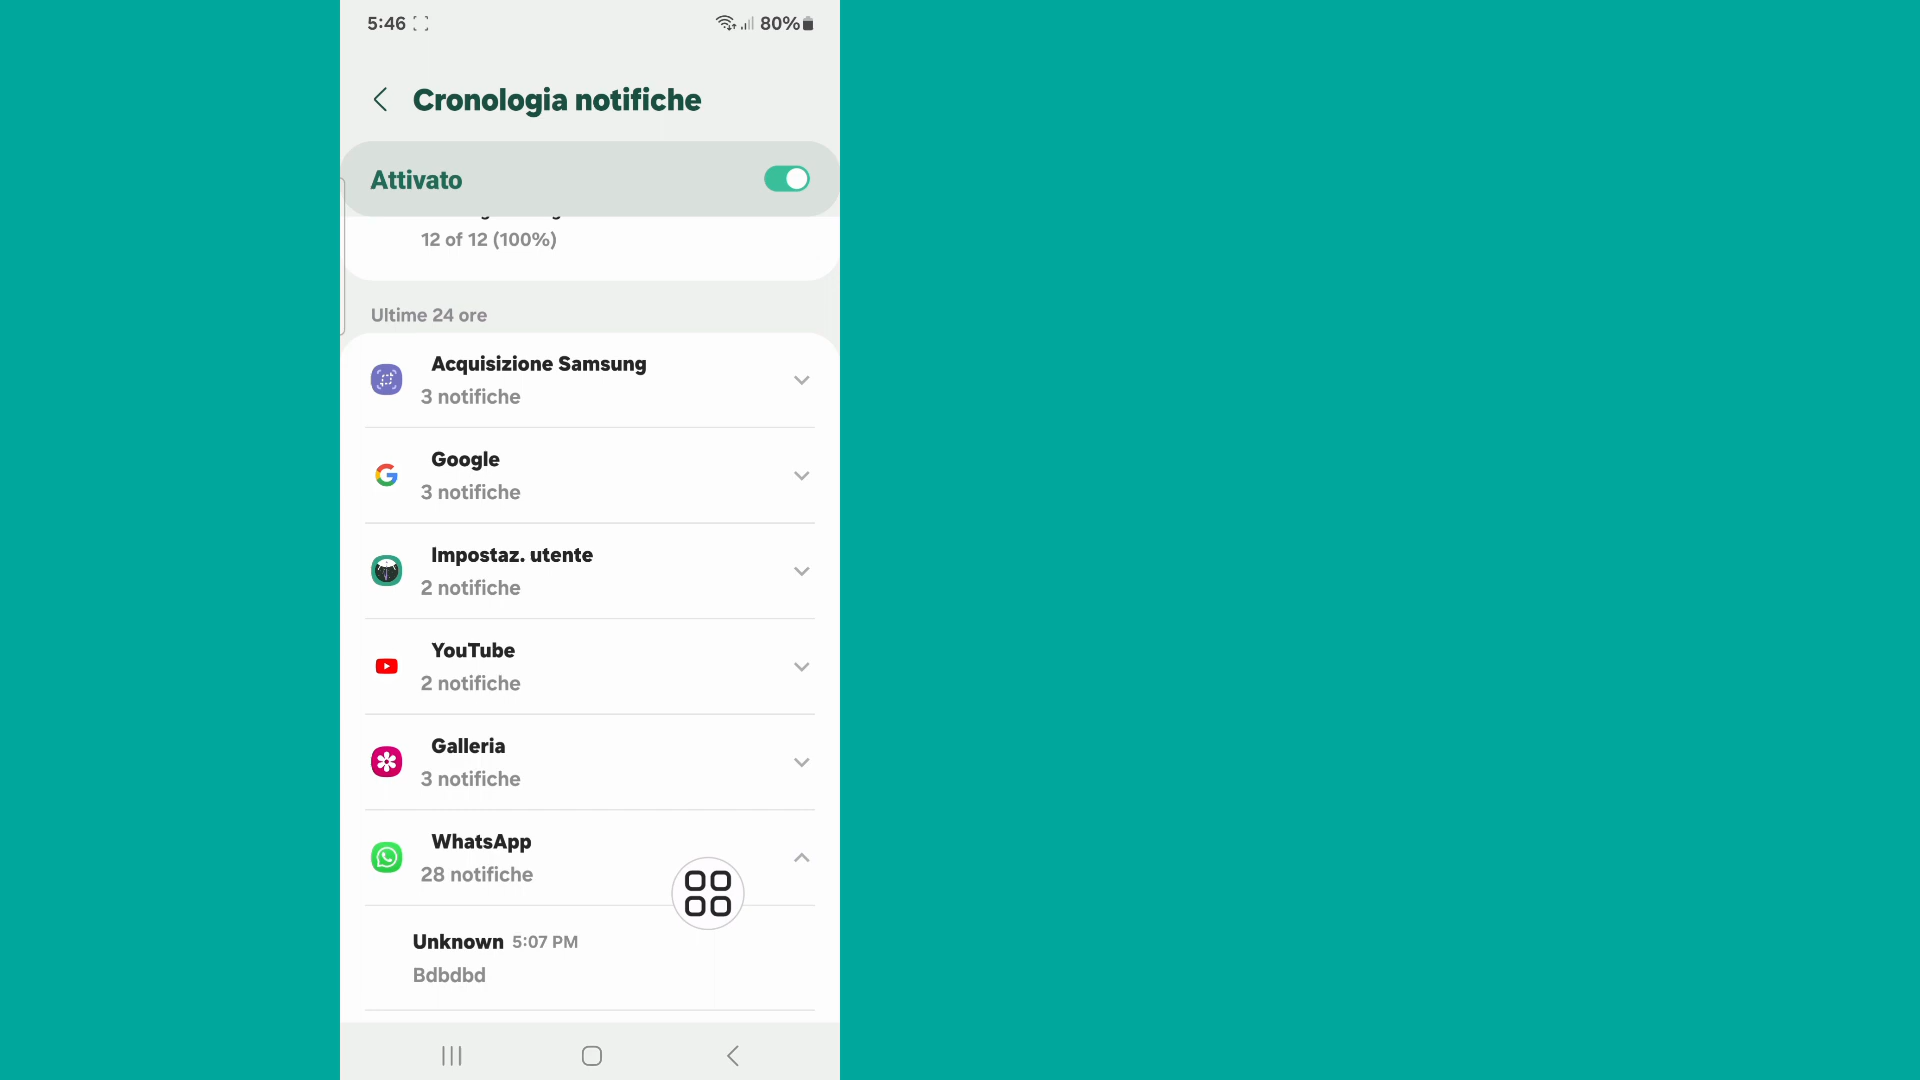 5:46
80%
Cronologia notifiche
Attivato
12 of 12 (100%)
Ultime 24 ore
Acquisizione Samsung
3 notifiche
Google
3 notifiche
Impostaz. utente
2 notifiche
YouTube
2 notifiche
Galleria
3 notifiche
WhatsApp
28 notifiche
Unknown 5:07 PM
Bdbdbd